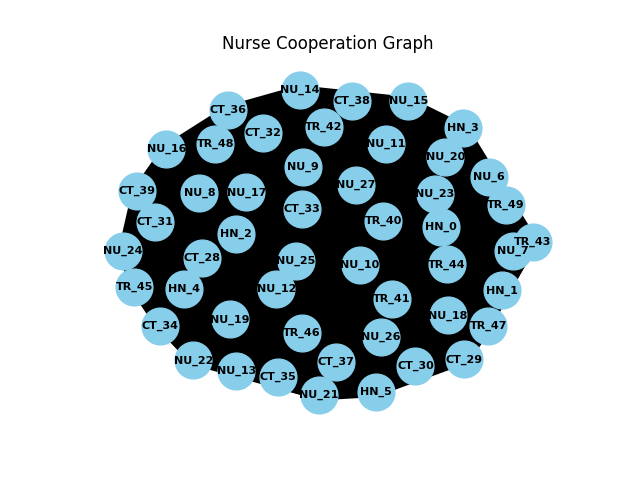 Nurse Cooperation Graph
NU_14
CT_38
NU_15
CT_36
HN_3
TR_42
CT_32
TR_48
NU_11
NU_16
NU_20
NU_9
NU_6
NU_27
CT_39
NU_8
NU_17
NU_23
TR_49
CT_33
CT_31
TR_40
HN_0
HN_2
TR_43
NU_24
NU_7
CT_28
NU_25
NU_10
TR_44
TR_45
HN_4
NU_12
HN_1
TR_41
NU_18
NU_19
CT_34
TR_47
TR_46
NU_26
NU_22
CT_37
CT_29
CT_30
NU_13
CT_35
HN_5
NU_21